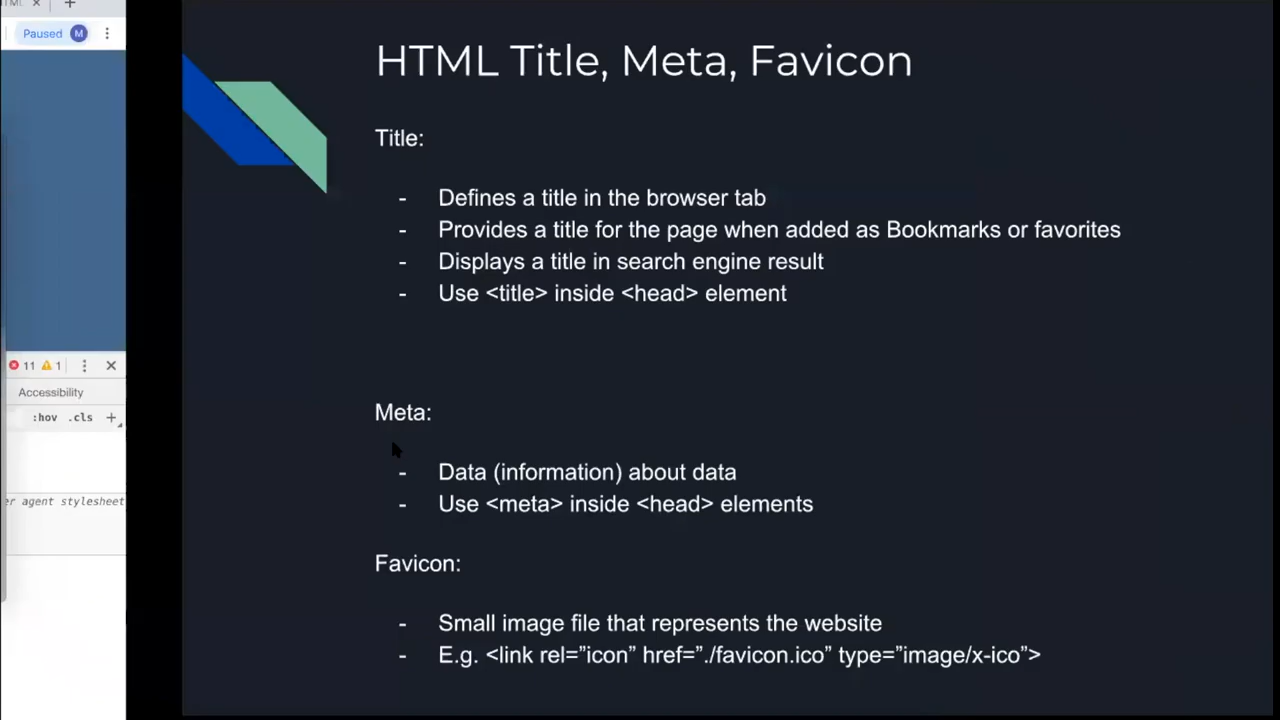 Paused M
11 1
Accessibility
:hov .cls +
er agent stylesheet
HTML Title, Meta, Favicon
Title:
- Defines a title in the browser tab
- Provides a title for the page when added as Bookmarks or favorites
- Displays a title in search engine result
- Use <title> inside <head> element
Meta:
- Data (information) about data
- Use <meta> inside <head> elements
Favicon:
- Small image file that represents the website
- E.g. <link rel=”icon” href=”./favicon.ico” type=”image/x-ico”>